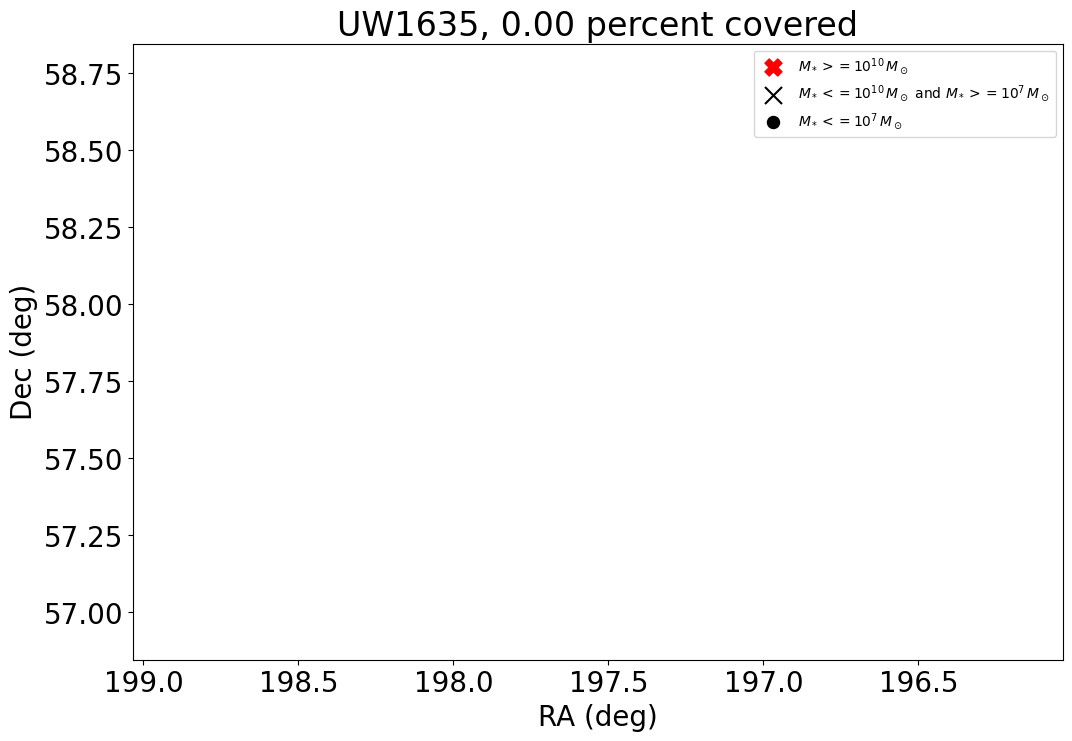 UW1635, 0.00 percent covered
M* >= 10^10 M⊙
M* <= 10^10 M⊙ and M* >= 10^7 M⊙
M* <= 10^7 M⊙
58.75
58.50
58.25
58.00
57.75
57.50
57.25
57.00
Dec (deg)
199.0 198.5 198.0 197.5 197.0 196.5
RA (deg)